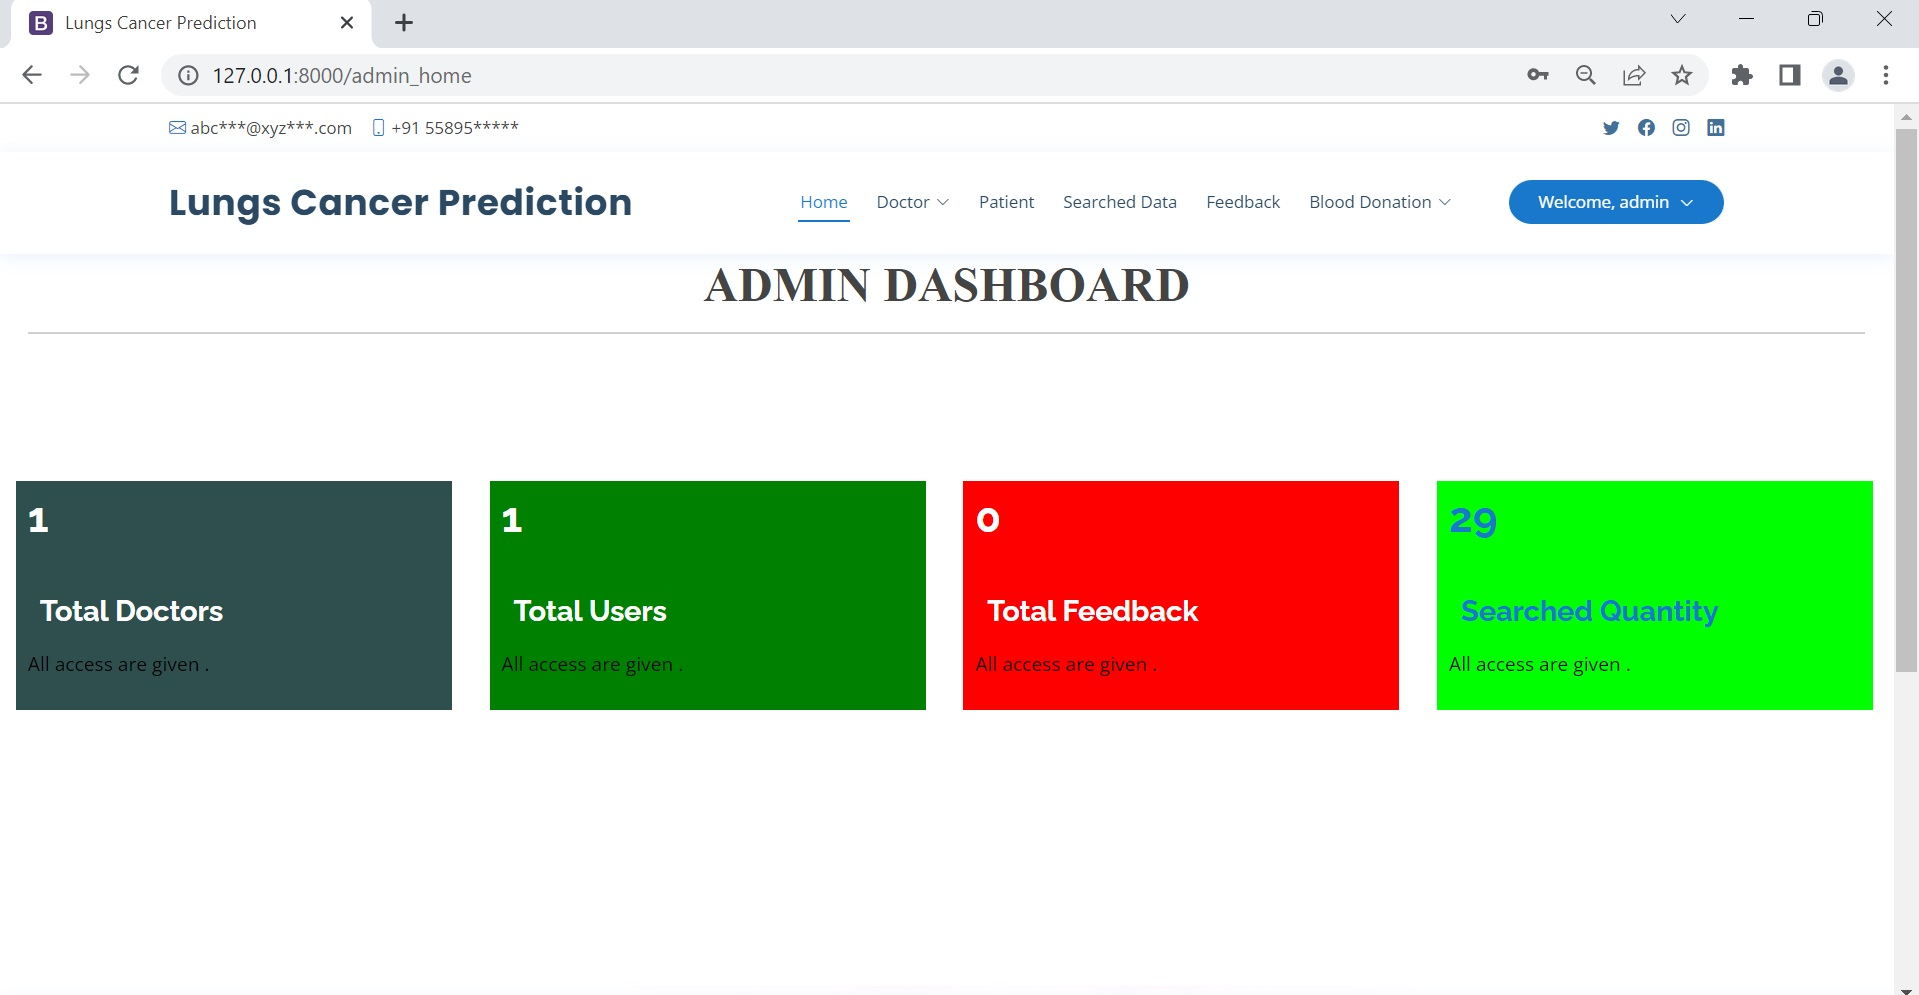 Lungs Cancer Prediction
127.0.0.1:8000/admin_home
abc***@xyz***.com +91 55895*****
Lungs Cancer Prediction Home Doctor Patient Searched Data Feedback Blood Donation Welcome, admin
ADMIN DASHBOARD
1 1 0 29
Total Doctors Total Users Total Feedback Searched Quantity
All access are given . All access are given . All access are given . All access are given .